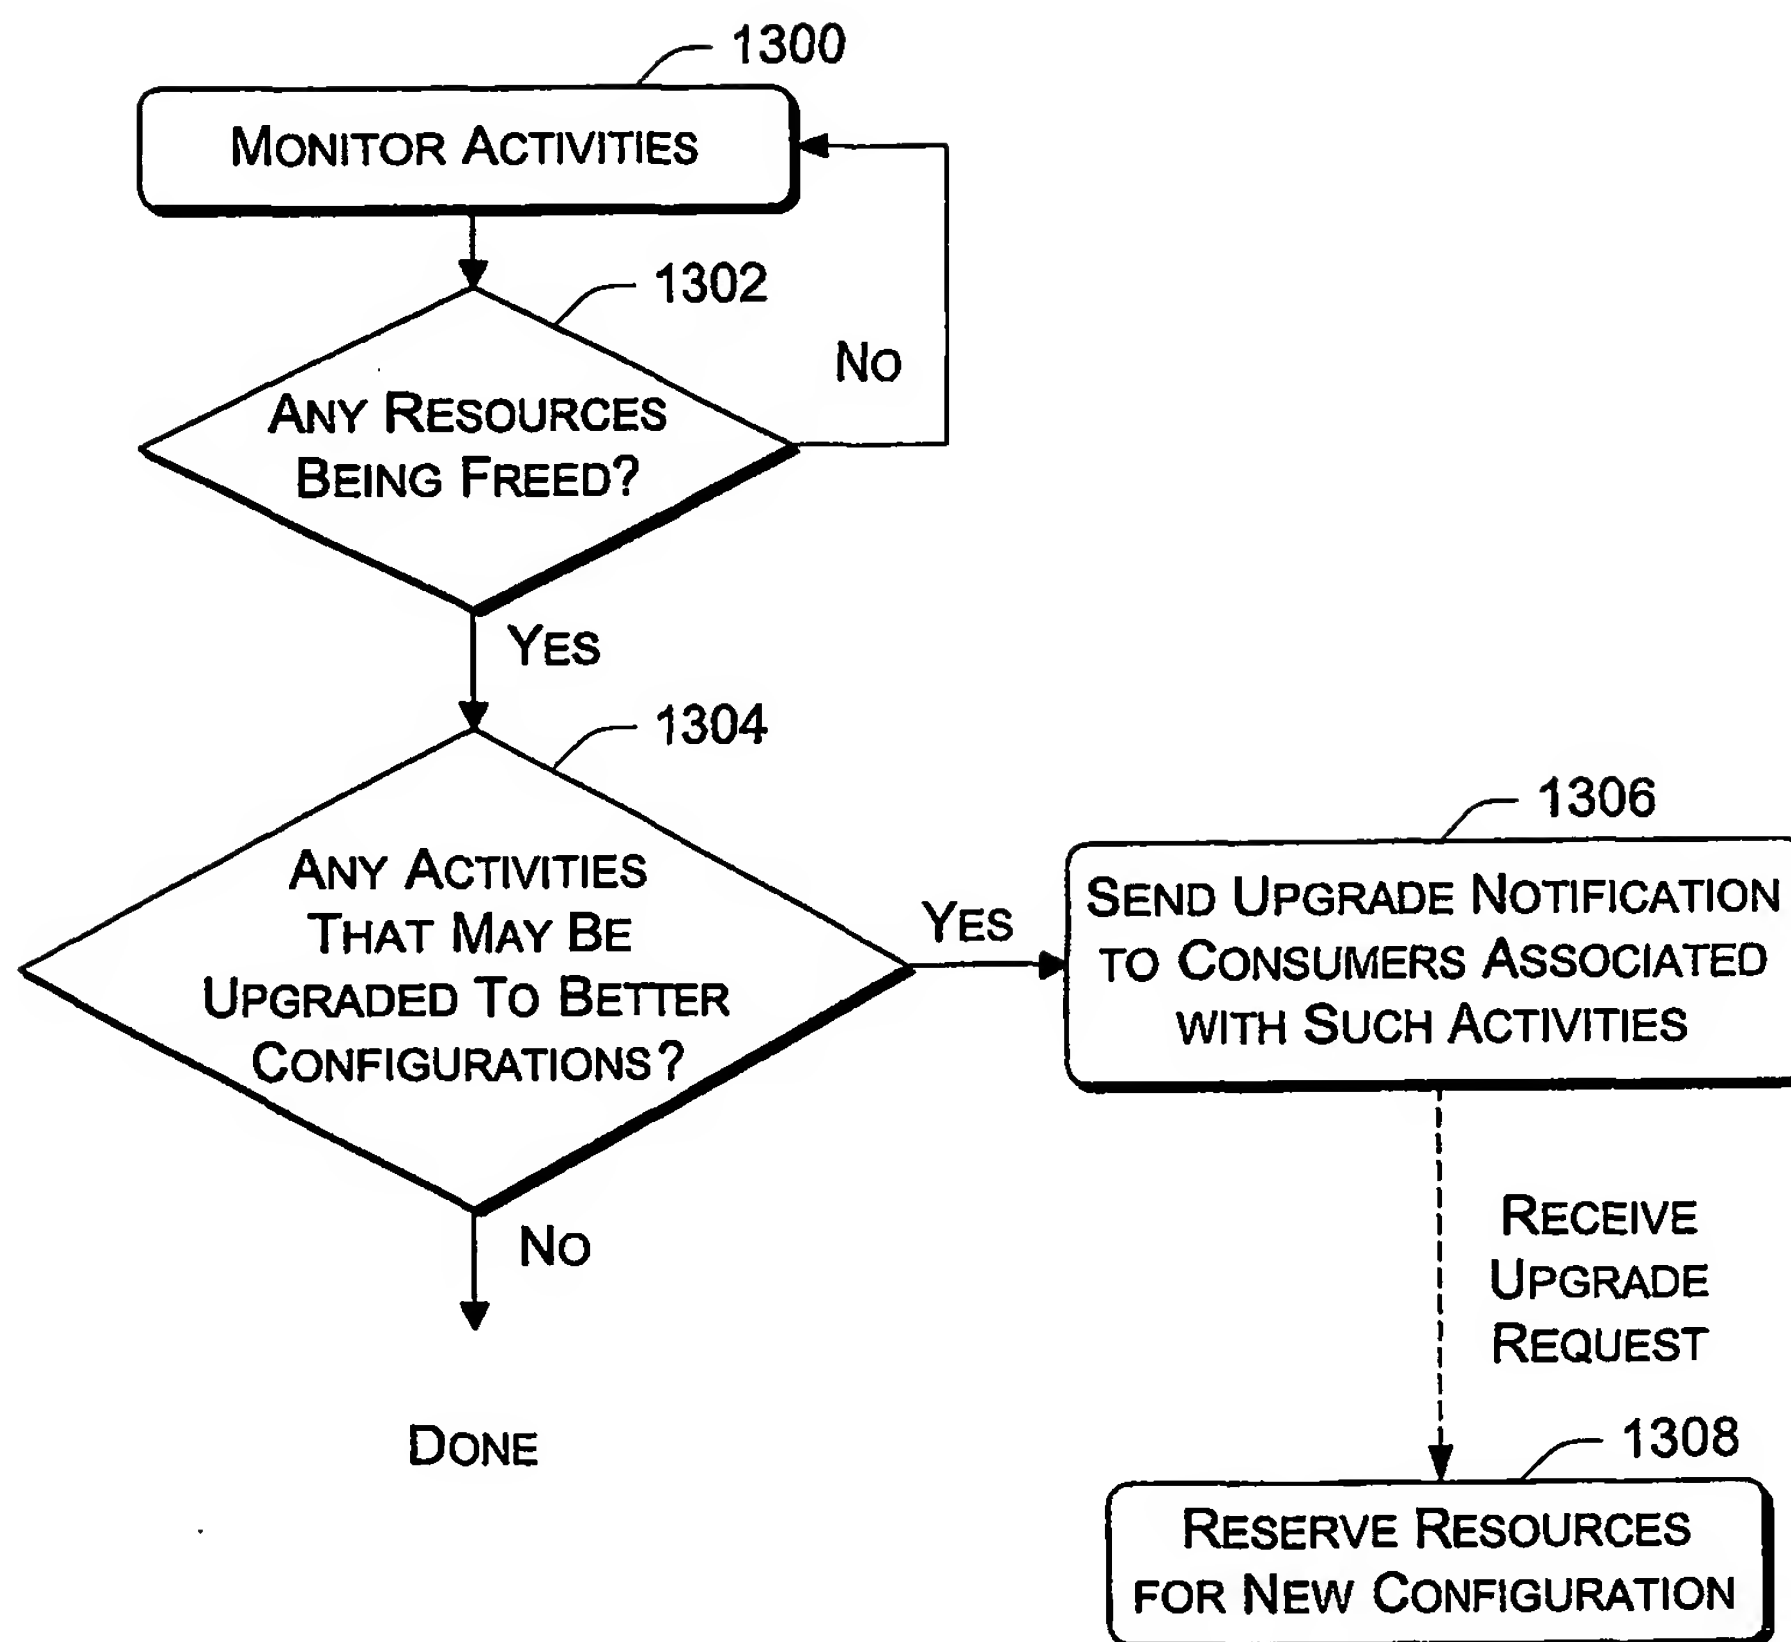 1300
MONITOR ACTIVITIES
1302
NO
ANY RESOURCES
BEING FREED?
YES
1304
ANY ACTIVITIES
THAT MAY BE
UPGRADED TO BETTER
CONFIGURATIONS?
YES
1306
SEND UPGRADE NOTIFICATION
TO CONSUMERS ASSOCIATED
WITH SUCH ACTIVITIES
NO
RECEIVE
UPGRADE
REQUEST
DONE
1308
RESERVE RESOURCES
FOR NEW CONFIGURATION